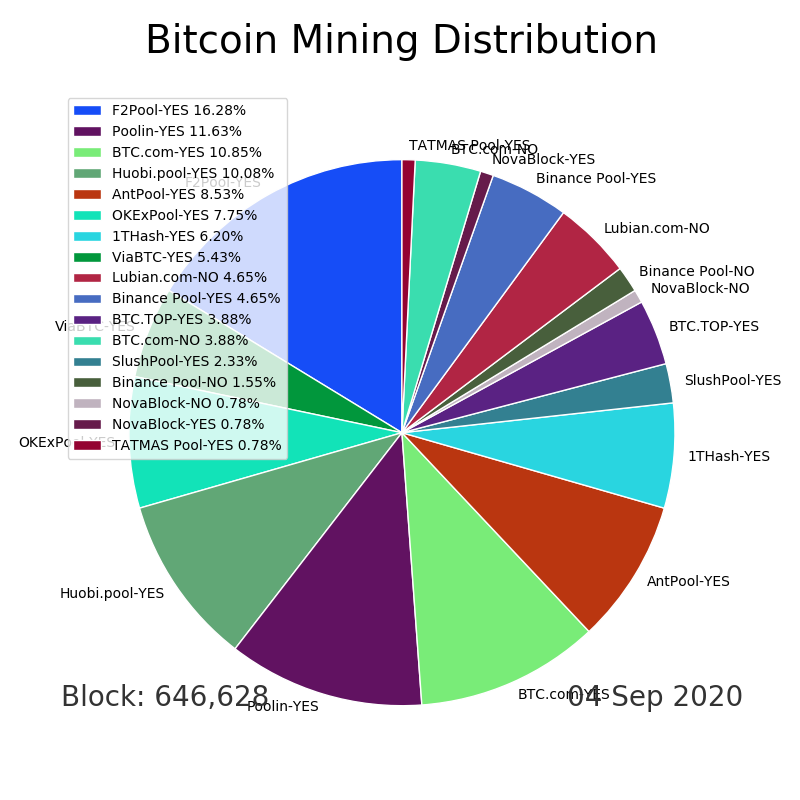 Bitcoin Mining Distribution
F2Pool-YES 16.28%
Poolin-YES 11.63%
BTC.com-YES 10.85%
Huobi.pool-YES 10.08%
AntPool-YES 8.53%
OKExPool-YES 7.75%
1THash-YES 6.20%
ViaBTC-YES 5.43%
Lubian.com-NO 4.65%
Binance Pool-YES 4.65%
BTC.TOP-YES 3.88%
BTC.com-NO 3.88%
SlushPool-YES 2.33%
Binance Pool-NO 1.55%
NovaBlock-NO 0.78%
NovaBlock-YES 0.78%
TATMAS Pool-YES 0.78%
TATMAS Pool-YES
BTC.com-NO
NovaBlock-YES
Binance Pool-YES
F2Pool-YES
Lubian.com-NO
Binance Pool-NO
NovaBlock-NO
ViaBTC-YES
BTC.TOP-YES
SlushPool-YES
OKExPool-YES
1THash-YES
AntPool-YES
Huobi.pool-YES
BTC.com-YES
Poolin-YES
Block: 646,628
04 Sep 2020